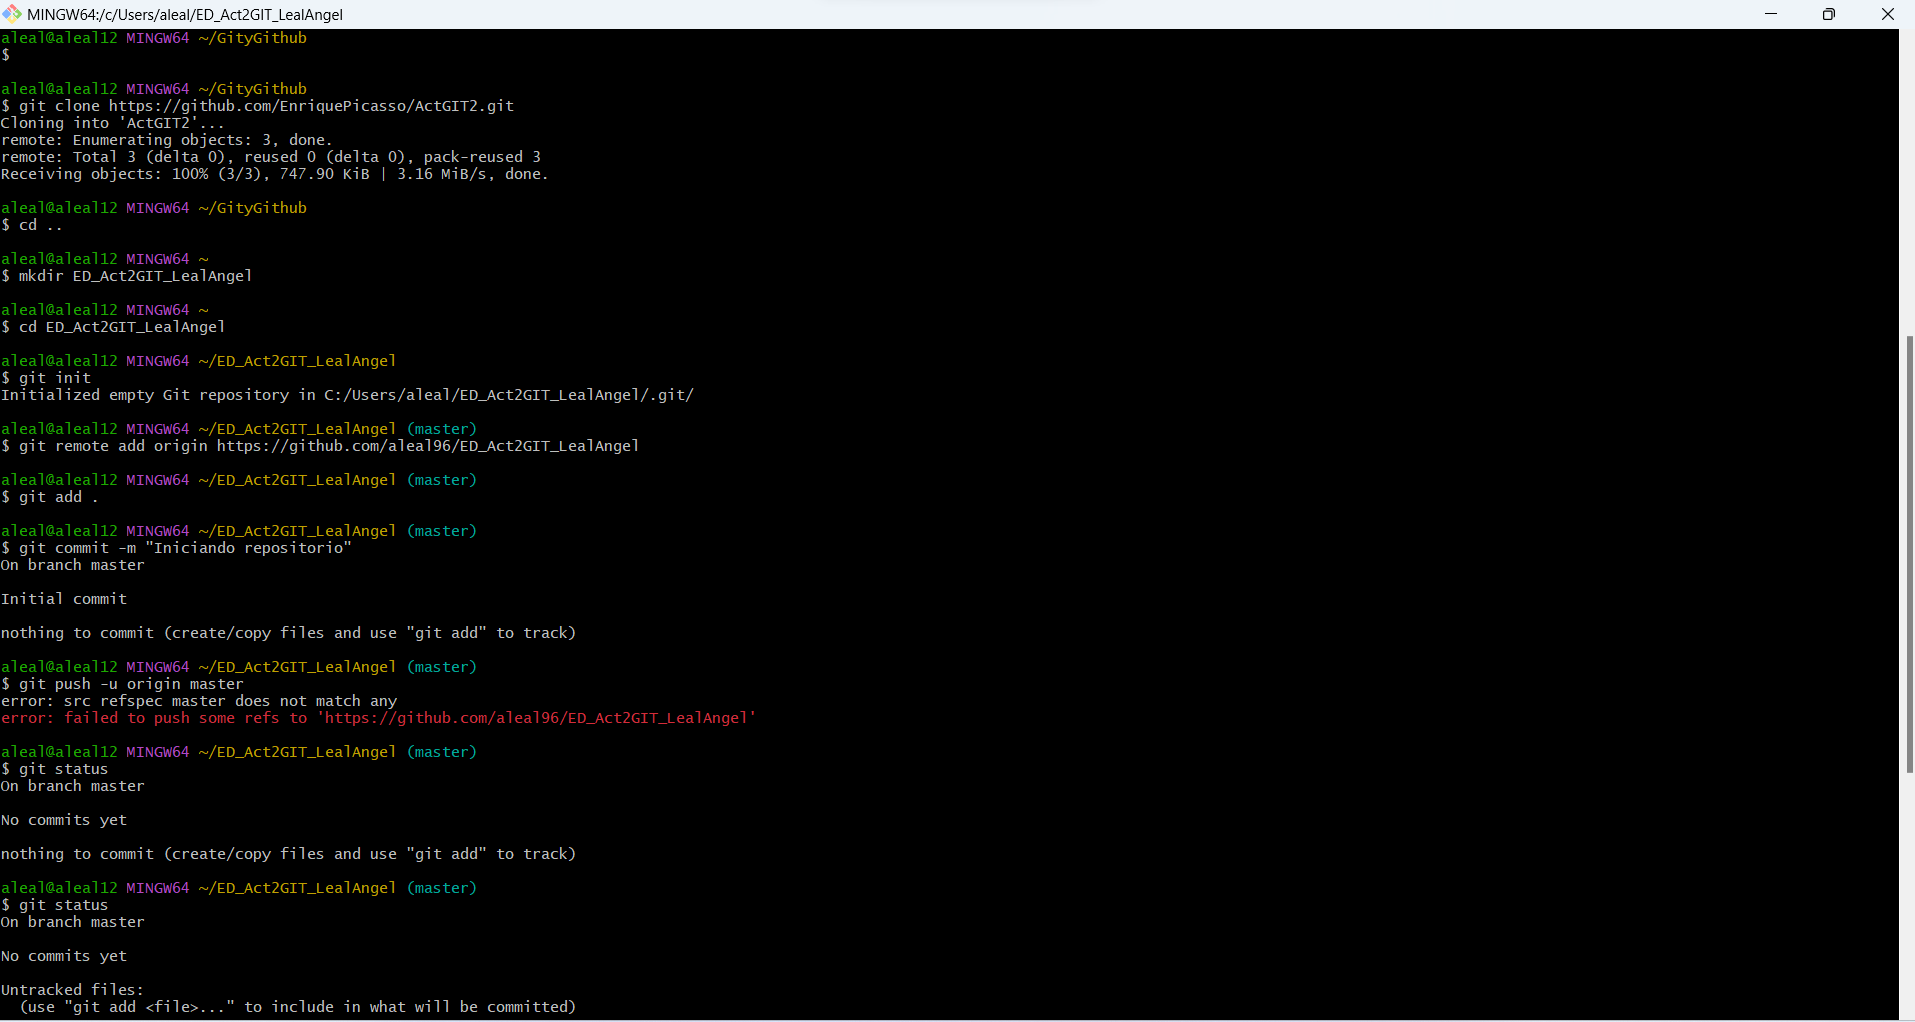 MINGW64:/c/Users/aleal/ED_Act2GIT_LealAngel
aleal@aleal12 MINGW64 ~/GityGithub
$
aleal@aleal12 MINGW64 ~/GityGithub
$ git clone https://github.com/EnriquePicasso/ActGIT2.git
Cloning into 'ActGIT2'...
remote: Enumerating objects: 3, done.
remote: Total 3 (delta 0), reused 0 (delta 0), pack-reused 3
Receiving objects: 100% (3/3), 747.90 KiB | 3.16 MiB/s, done.
aleal@aleal12 MINGW64 ~/GityGithub
$ cd ..
aleal@aleal12 MINGW64 ~
$ mkdir ED_Act2GIT_LealAngel
aleal@aleal12 MINGW64 ~
$ cd ED_Act2GIT_LealAngel
aleal@aleal12 MINGW64 ~/ED_Act2GIT_LealAngel
$ git init
Initialized empty Git repository in C:/Users/aleal/ED_Act2GIT_LealAngel/.git/
aleal@aleal12 MINGW64 ~/ED_Act2GIT_LealAngel (master)
$ git remote add origin https://github.com/aleal96/ED_Act2GIT_LealAngel
aleal@aleal12 MINGW64 ~/ED_Act2GIT_LealAngel (master)
$ git add .
aleal@aleal12 MINGW64 ~/ED_Act2GIT_LealAngel (master)
$ git commit -m "Iniciando repositorio"
On branch master
Initial commit
nothing to commit (create/copy files and use "git add" to track)
aleal@aleal12 MINGW64 ~/ED_Act2GIT_LealAngel (master)
$ git push -u origin master
error: src refspec master does not match any
error: failed to push some refs to 'https://github.com/aleal96/ED_Act2GIT_LealAngel'
aleal@aleal12 MINGW64 ~/ED_Act2GIT_LealAngel (master)
$ git status
On branch master
No commits yet
nothing to commit (create/copy files and use "git add" to track)
aleal@aleal12 MINGW64 ~/ED_Act2GIT_LealAngel (master)
$ git status
On branch master
No commits yet
Untracked files:
(use "git add <file>..." to include in what will be committed)